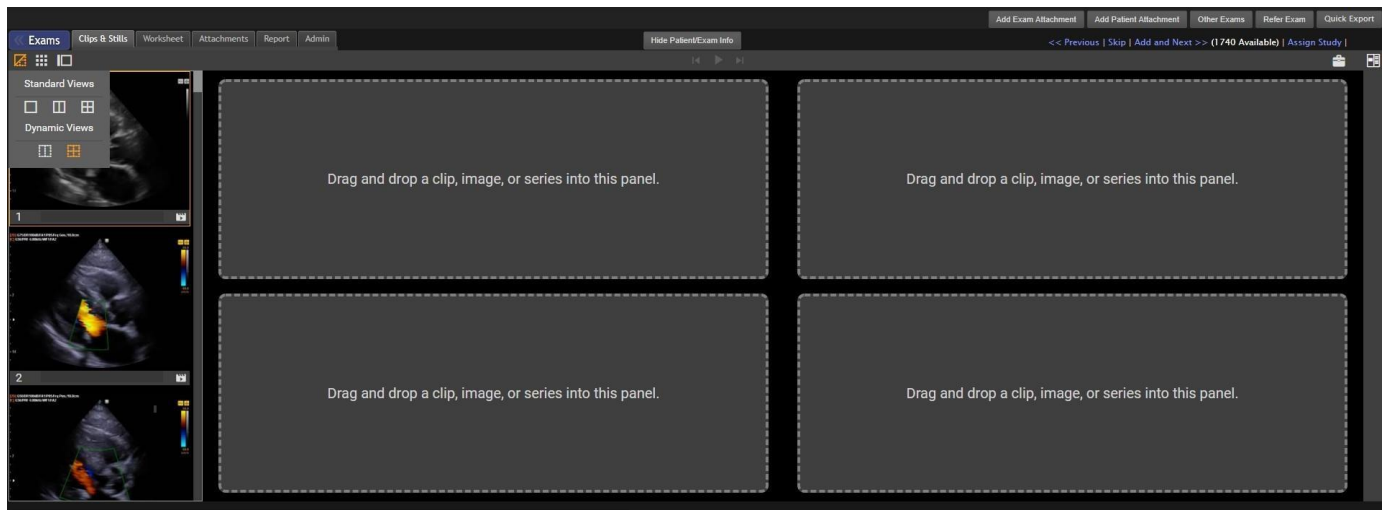 Add Exam Attachment Add Patient Attachment Other Exams Refer Exam Quick Export
Exams Clips & Stills Worksheet Attachments Report Admin Hide Patient/Exam Info << Previous | Skip | Add and Next >> (1740 Available) | Assign Study |
Standard Views
Dynamic Views
Drag and drop a clip, image, or series into this panel. Drag and drop a clip, image, or series into this panel.
1
2
Drag and drop a clip, image, or series into this panel. Drag and drop a clip, image, or series into this panel.